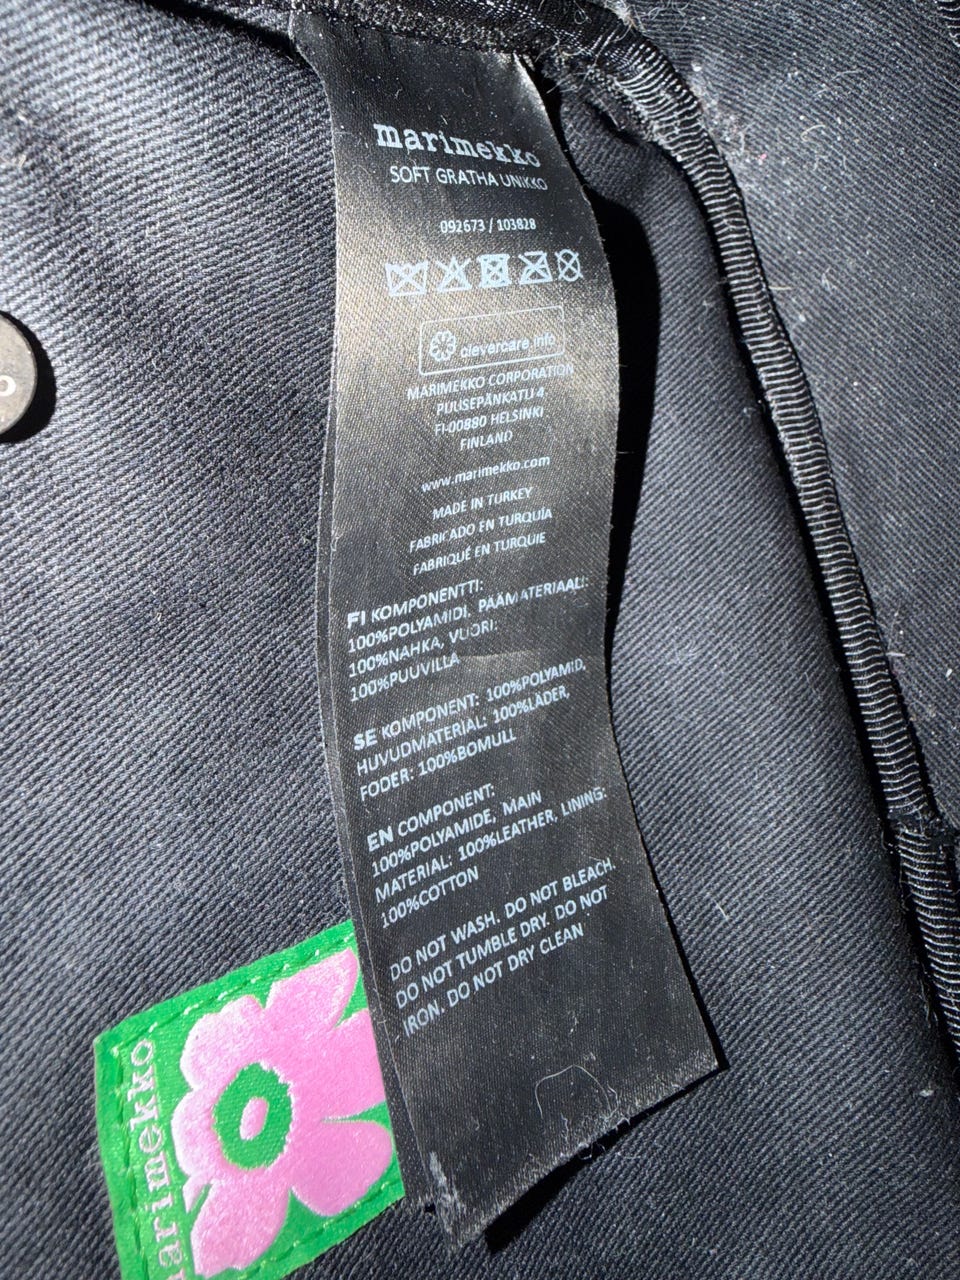 marimekko
SOFT GRATHA UNIKKO
092673 / 103828
clevercare.info
MARIMEKKO CORPORATION
PUUSEPÄNKATU 4
FI-00880 HELSINKI
FINLAND
www.marimekko.com
MADE IN TURKEY
FABRICADO EN TURQUÍA
FABRIQUÉ EN TURQUIE
FI KOMPONENTTI:
100%POLYAMIDI, PÄÄMATERIAALI:
100%NAHKA, VUORI:
100%PUUVILLA
SE KOMPONENT: 100%POLYAMID,
HUVUDMATERIAL: 100%LÄDER,
FODER: 100%BOMULL
EN COMPONENT:
100%POLYAMIDE, MAIN
MATERIAL: 100%LEATHER, LINING:
100%COTTON
DO NOT WASH. DO NOT BLEACH.
DO NOT TUMBLE DRY. DO NOT
IRON. DO NOT DRY CLEAN
marimekko